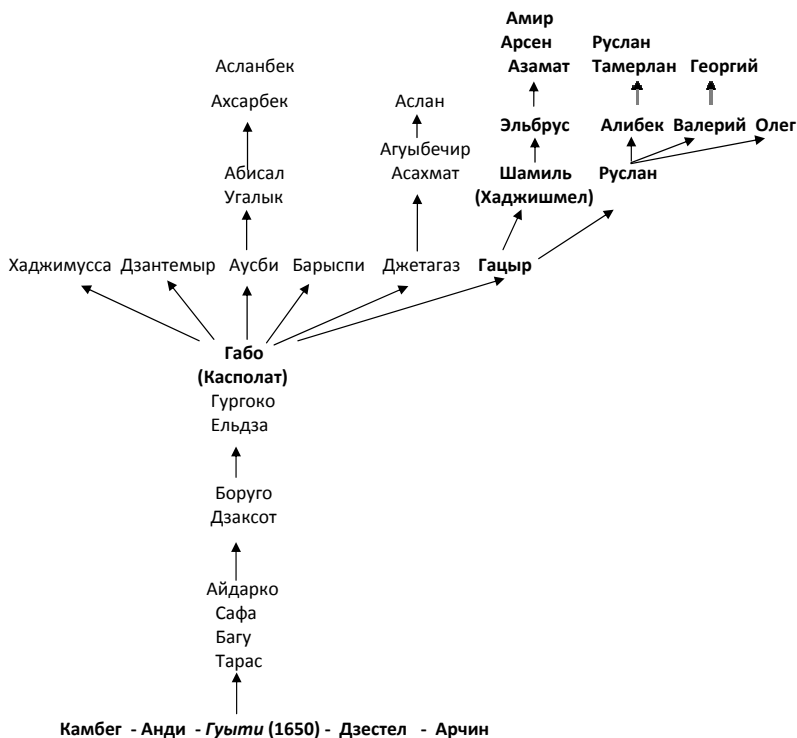 Амир
Арсен Руслан
Асланбек Азамат Тамерлан Георгий
Ахсарбек Аслан
Эльбрус Алибек Валерий Олег
Агуыбечир
Абисал Асахмат Шамиль Руслан
Угалык (Хаджишмел)
Хаджимусса Дзантемыр Аусби Барыспи Джетагаз Гацыр
Габо
(Касполат)
Гургоко
Ельдза
Боруго
Дзаксот
Айдарко
Сафа
Багу
Тарас
Камбег - Анди - Гуыти (1650) - Дзестел - Арчин